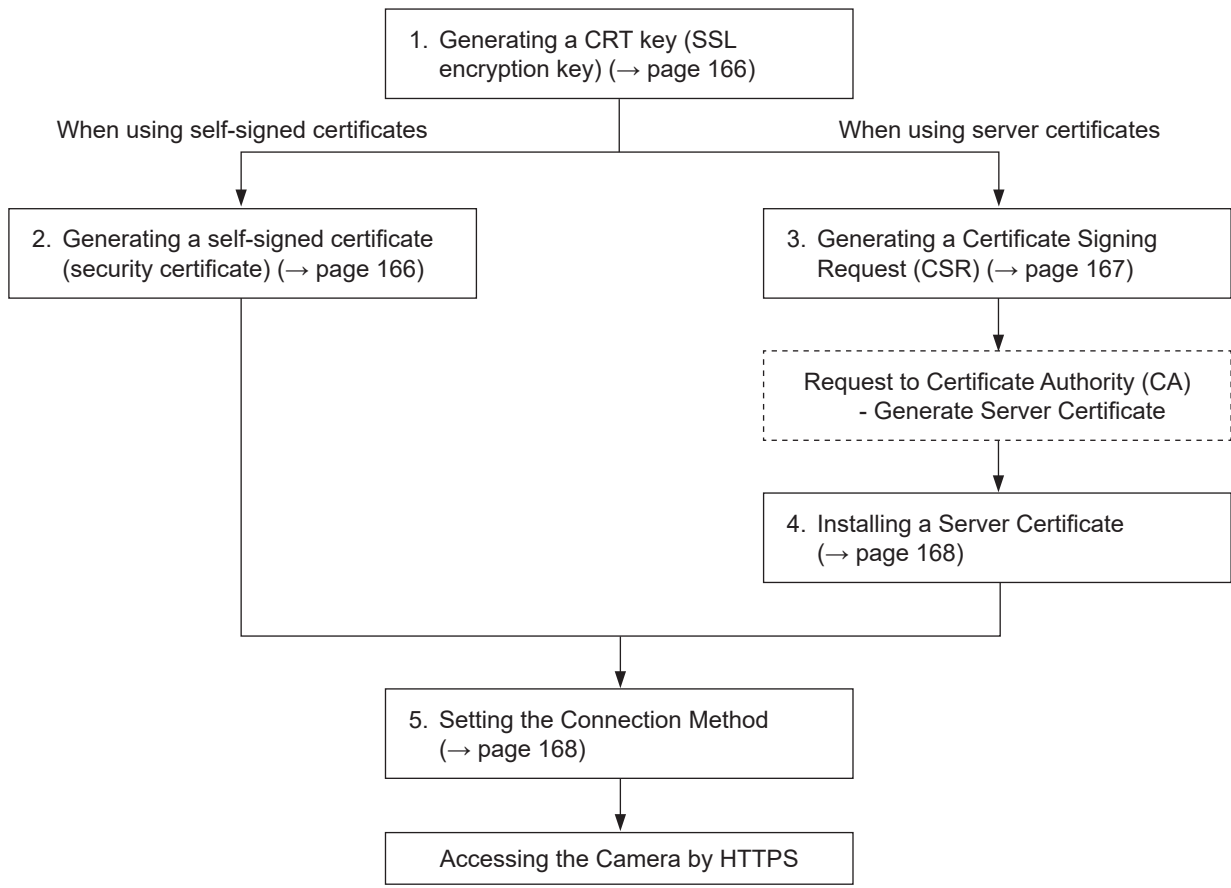 1. Generating a CRT key (SSL
encryption key) (→ page 166)
When using self-signed certificates
When using server certificates
2. Generating a self-signed certificate
(security certificate) (→ page 166)
3. Generating a Certificate Signing
Request (CSR) (→ page 167)
Request to Certificate Authority (CA)
- Generate Server Certificate
4. Installing a Server Certificate
(→ page 168)
5. Setting the Connection Method
(→ page 168)
Accessing the Camera by HTTPS